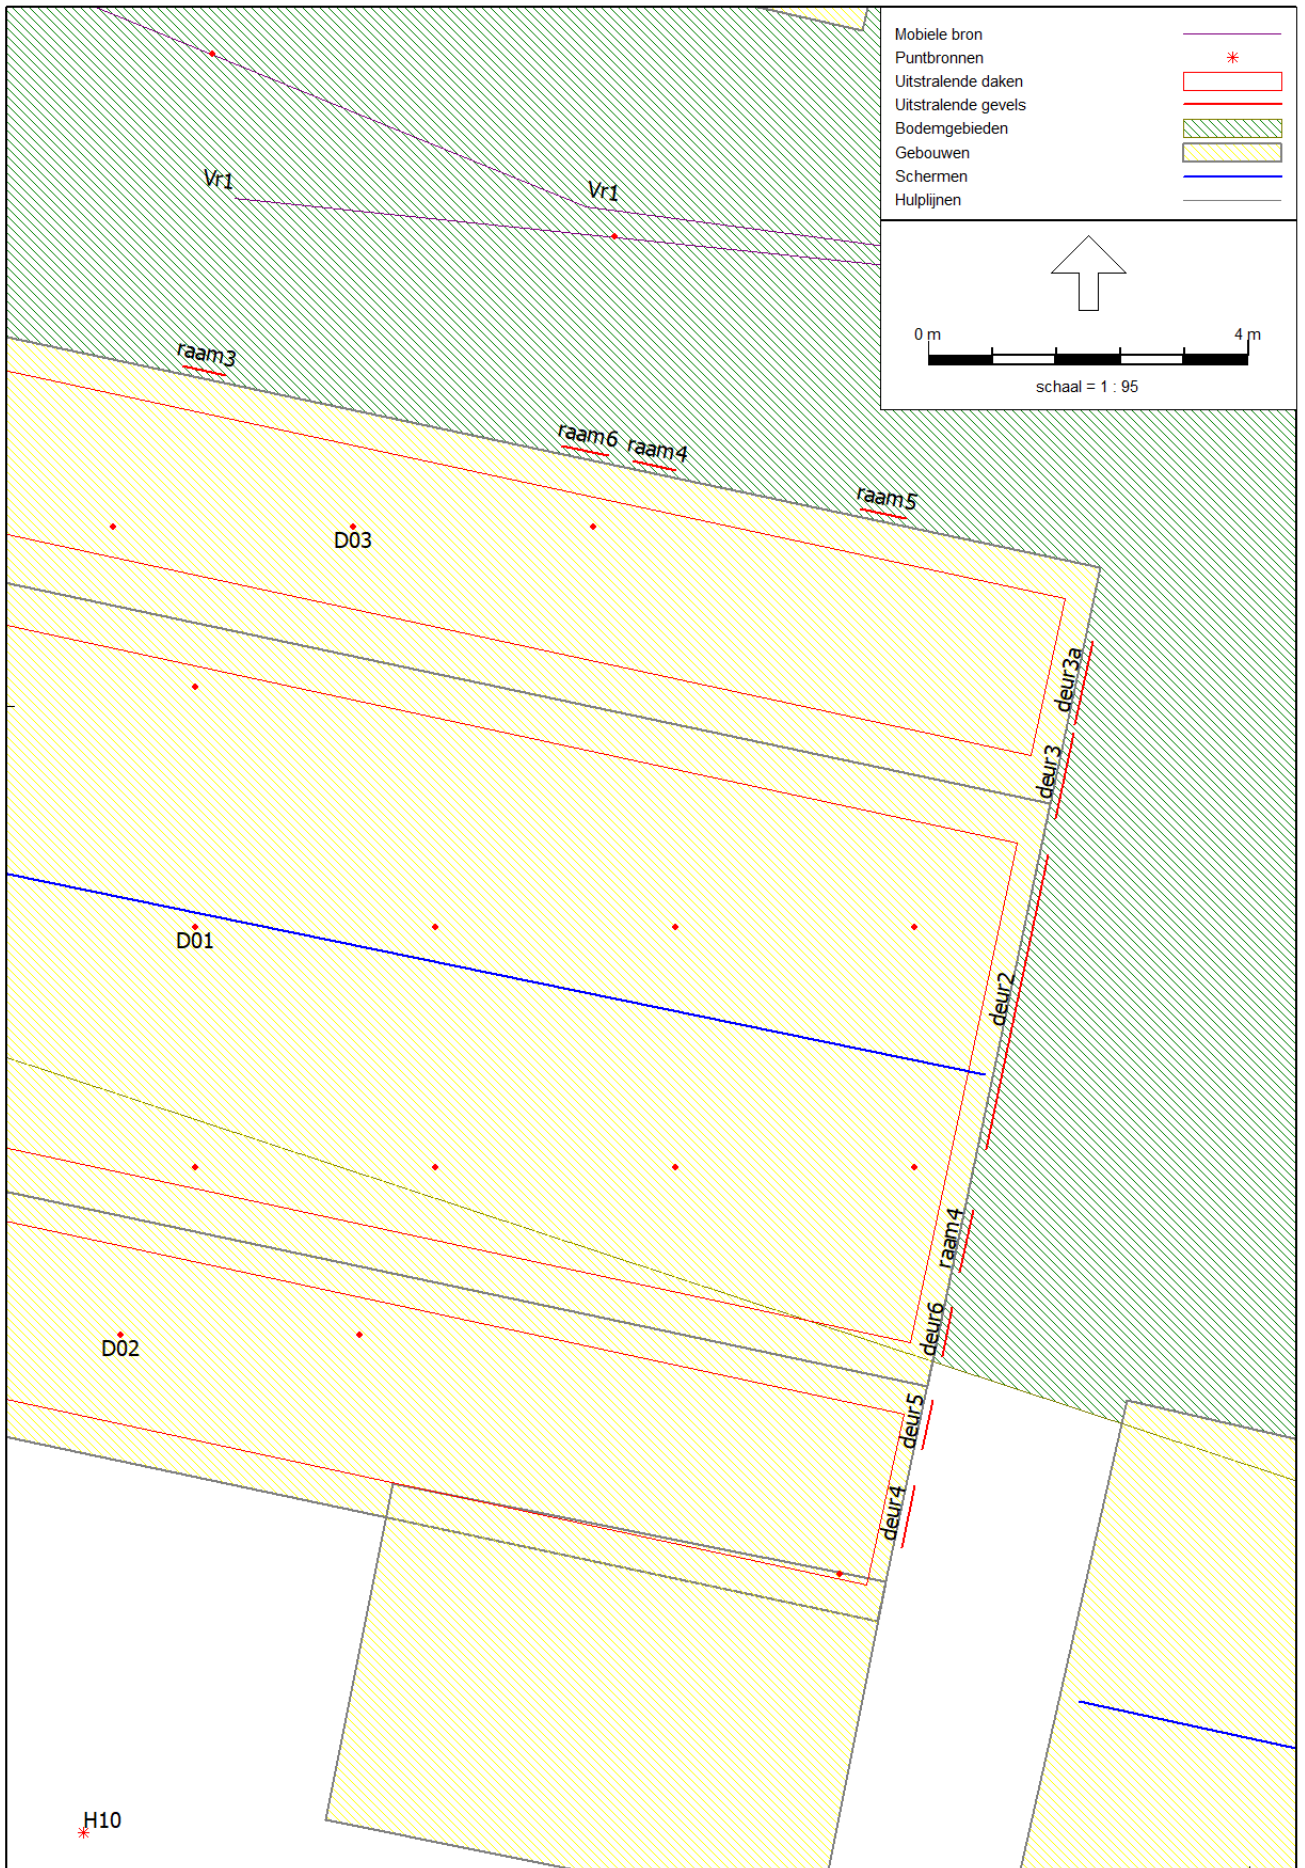 Mobiele bron
Puntbronnen
Uitstralende daken
Uitstralende gevels
Bodemgebieden
Gebouwen
Schermen
Hulplijnen
0 m
4 m
schaal = 1 : 95
Vr1
Vr1
raam3
raam6
raam4
raam5
D03
deur3a
deur3
D01
deur2
raam4
deur6
D02
deur5
deur4
H10